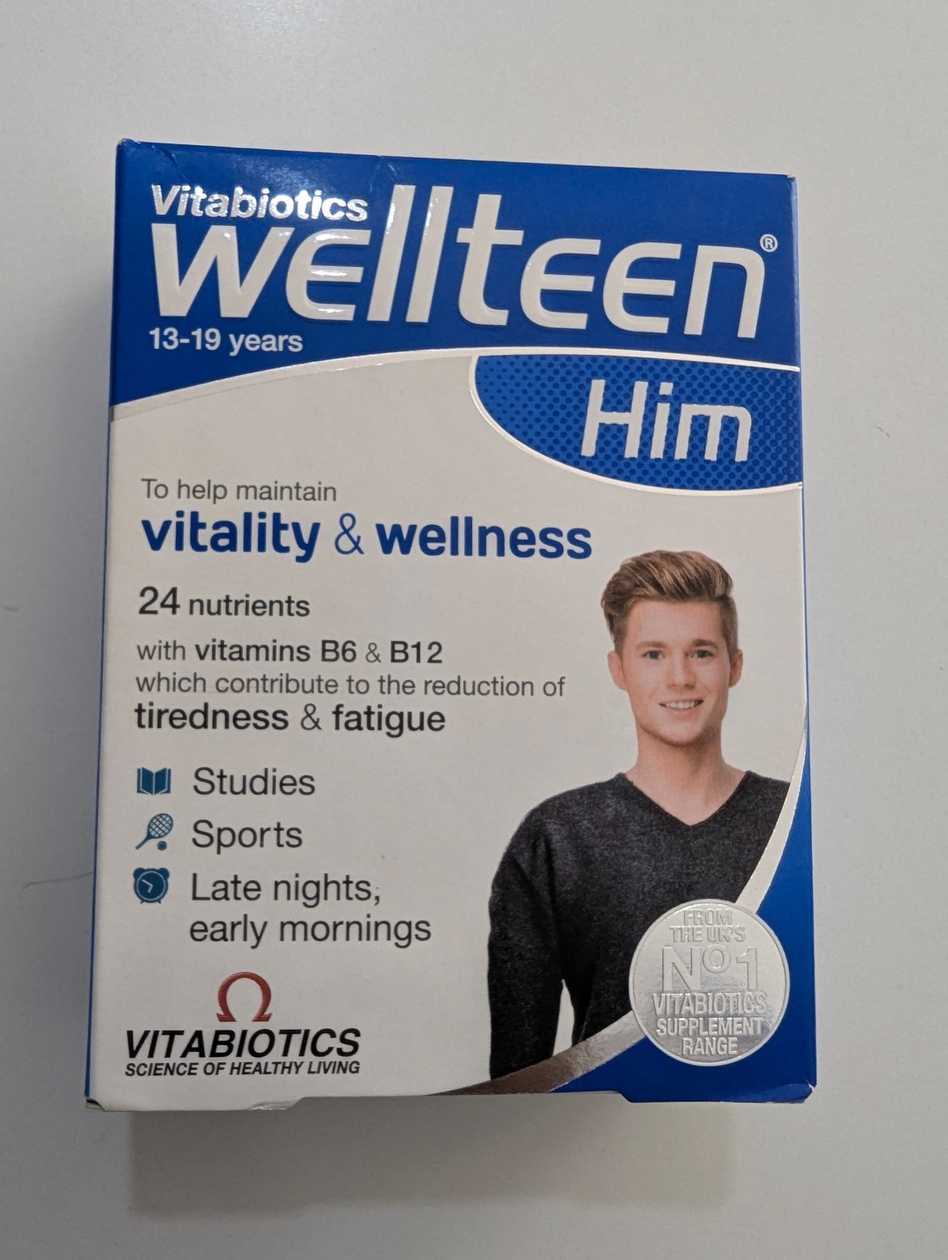 Vitabiotics
wellteen®
13-19 years
Him
To help maintain
vitality & wellness
24 nutrients
with vitamins B6 & B12
which contribute to the reduction of
tiredness & fatigue
Studies
Sports
Late nights,
early mornings
VITABIOTICS
SCIENCE OF HEALTHY LIVING
FROM
THE UK'S
Nº1
VITABIOTICS
SUPPLEMENT
RANGE